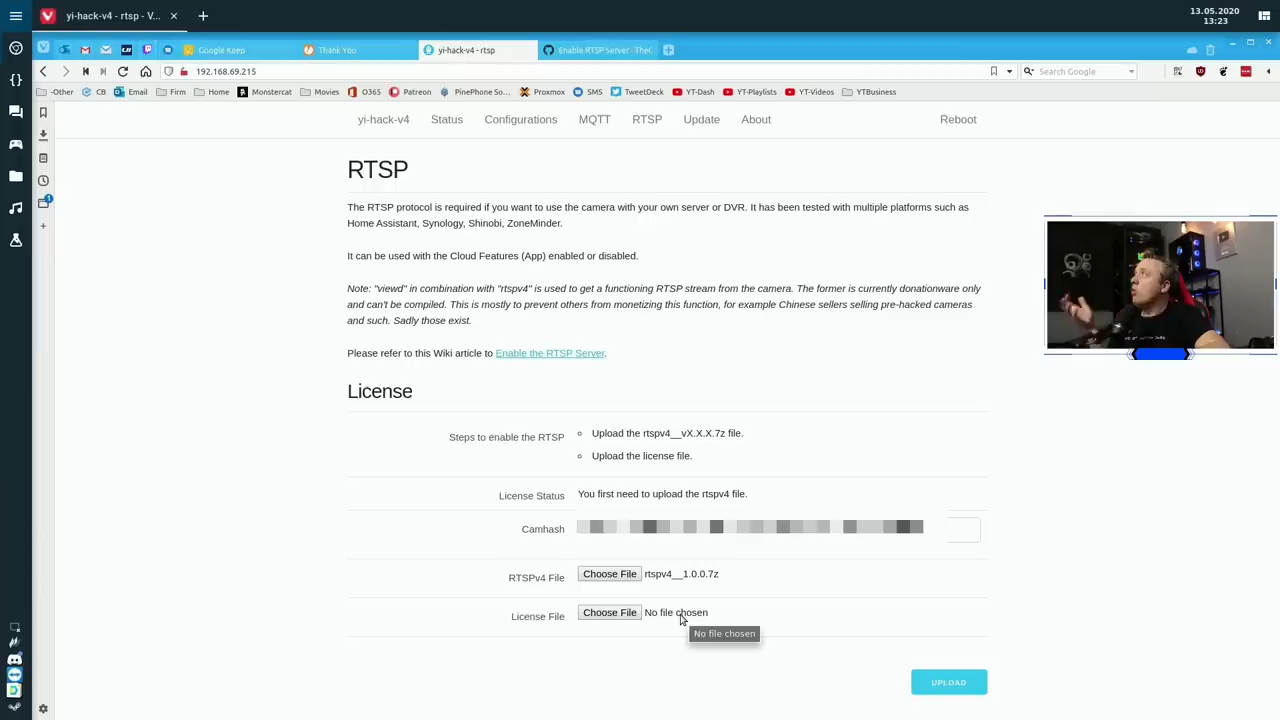 yi-hack-v4 - rtsp - V...
13.05.2020
13:23
Google Keep
Thank You
yi-hack-v4 - rtsp
Enable RTSP Server · TheC
192.168.69.215
Search Google
-Other
CB
Email
Firm
Home
Monstercat
Movies
O365
Patreon
PinePhone So...
Proxmox
SMS
TweetDeck
YT-Dash
YT-Playlists
YT-Videos
YTBusiness
yi-hack-v4
Status
Configurations
MQTT
RTSP
Update
About
Reboot
RTSP
The RTSP protocol is required if you want to use the camera with your own server or DVR. It has been tested with multiple platforms such as
Home Assistant, Synology, Shinobi, ZoneMinder.
It can be used with the Cloud Features (App) enabled or disabled.
Note: "viewd" in combination with "rtspv4" is used to get a functioning RTSP stream from the camera. The former is currently donationware only
and can't be compiled. This is mostly to prevent others from monetizing this function, for example Chinese sellers selling pre-hacked cameras
and such. Sadly those exist.
Please refer to this Wiki article to Enable the RTSP Server.
License
Steps to enable the RTSP
Upload the rtspv4__vX.X.X.7z file.
Upload the license file.
License Status
You first need to upload the rtspv4 file.
Camhash
RTSPv4 File
Choose File rtspv4__1.0.0.7z
License File
Choose File No file chosen
No file chosen
UPLOAD